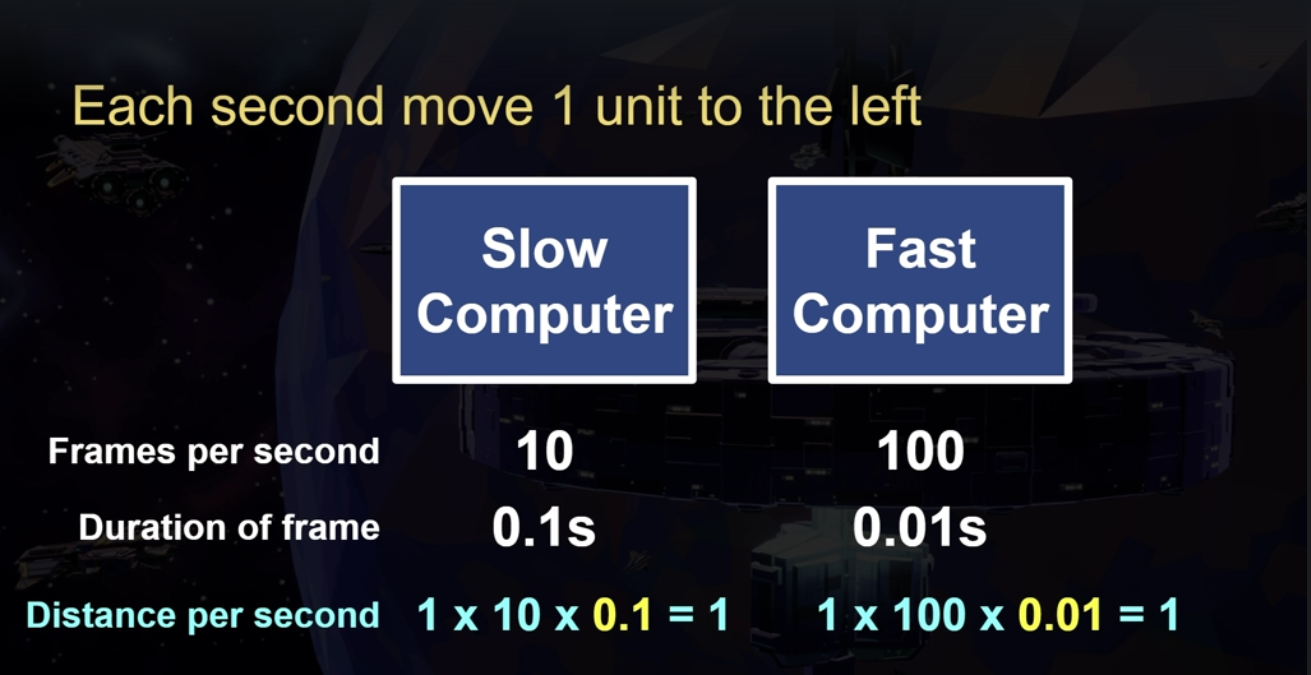 Each second move 1 unit to the left
Slow
Computer
Fast
Computer
Frames per second 10 100
Duration of frame 0.1s 0.01s
Distance per second 1 x 10 x 0.1 = 1 1 x 100 x 0.01 = 1